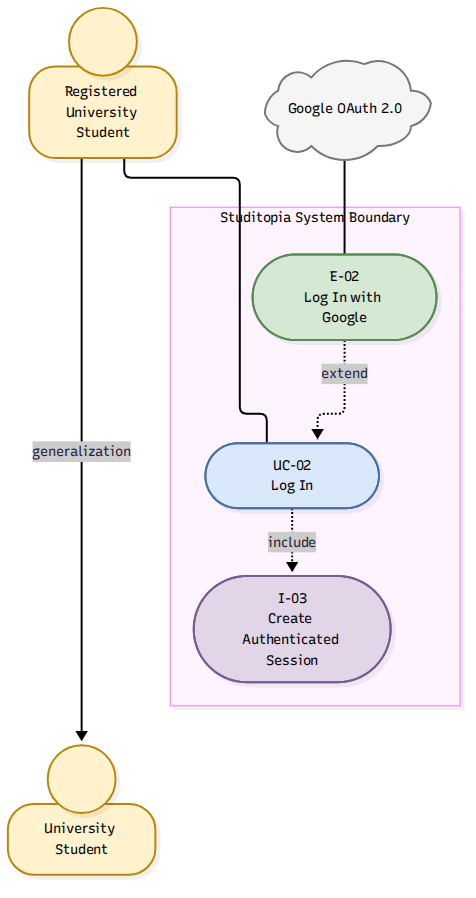 Registered
University
Student
Google OAuth 2.0
Studitopia System Boundary
E-02
Log In with
Google
extend
generalization
UC-02
Log In
include
I-03
Create
Authenticated
Session
University
Student